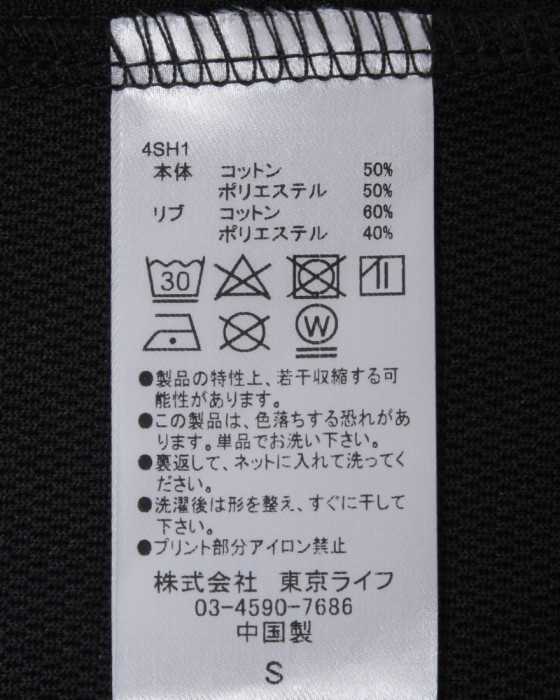 4SH1
本体 コットン 50%
ポリエステル 50%
リブ コットン 60%
ポリエステル 40%
30
W
●製品の特性上、若干収縮する可
能性があります。
●この製品は、色落ちする恐れがあ
ります。単品でお洗い下さい。
●裏返して、ネットに入れて洗ってく
ださい。
●洗濯後は形を整え、すぐに干して
下さい。
●プリント部分アイロン禁止
株式会社 東京ライフ
03-4590-7686
中国製
S